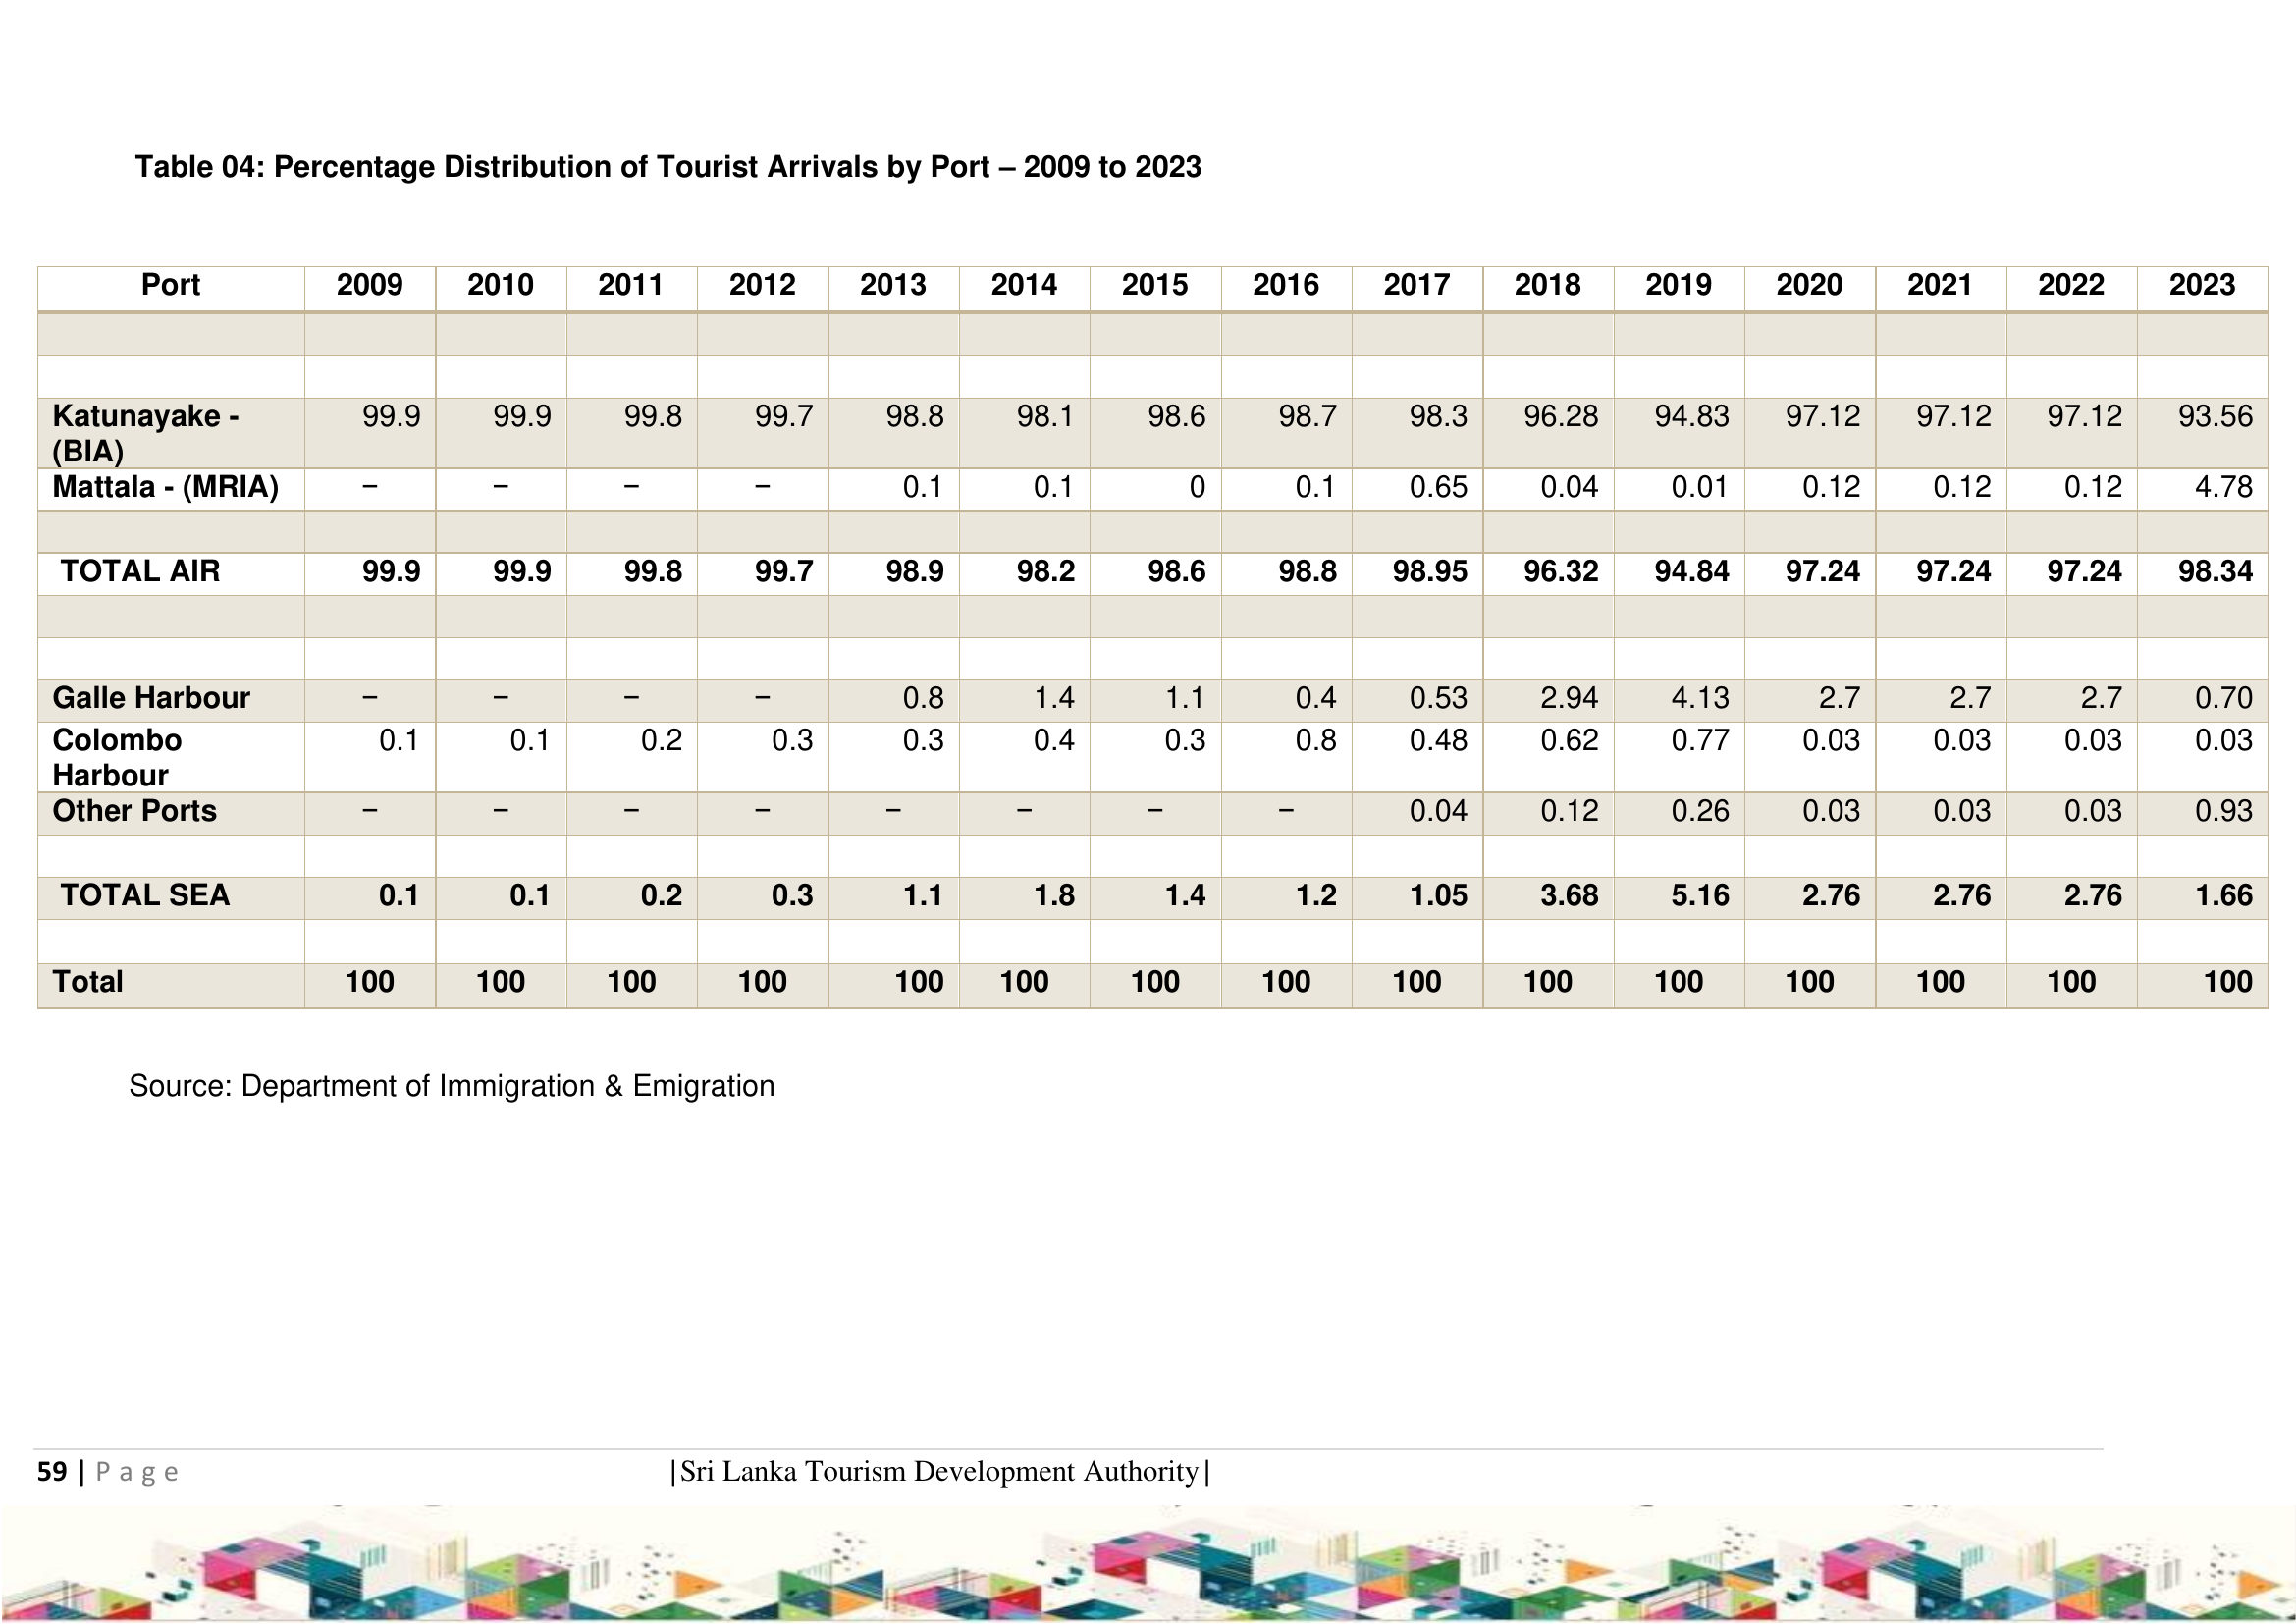 Table 04: Percentage Distribution of Tourist Arrivals by Port – 2009 to 2023
Port 2009 2010 2011 2012 2013 2014 2015 2016 2017 2018 2019 2020 2021 2022 2023
Katunayake - 99.9 99.9 99.8 99.7 98.8 98.1 98.6 98.7 98.3 96.28 94.83 97.12 97.12 97.12 93.56
(BIA)
Mattala - (MRIA) – – – – 0.1 0.1 0 0.1 0.65 0.04 0.01 0.12 0.12 0.12 4.78
TOTAL AIR 99.9 99.9 99.8 99.7 98.9 98.2 98.6 98.8 98.95 96.32 94.84 97.24 97.24 97.24 98.34
Galle Harbour – – – – 0.8 1.4 1.1 0.4 0.53 2.94 4.13 2.7 2.7 2.7 0.70
Colombo 0.1 0.1 0.2 0.3 0.3 0.4 0.3 0.8 0.48 0.62 0.77 0.03 0.03 0.03 0.03
Harbour
Other Ports – – – – – – – – 0.04 0.12 0.26 0.03 0.03 0.03 0.93
TOTAL SEA 0.1 0.1 0.2 0.3 1.1 1.8 1.4 1.2 1.05 3.68 5.16 2.76 2.76 2.76 1.66
Total 100 100 100 100 100 100 100 100 100 100 100 100 100 100 100
Source: Department of Immigration & Emigration
59 | Page |Sri Lanka Tourism Development Authority|